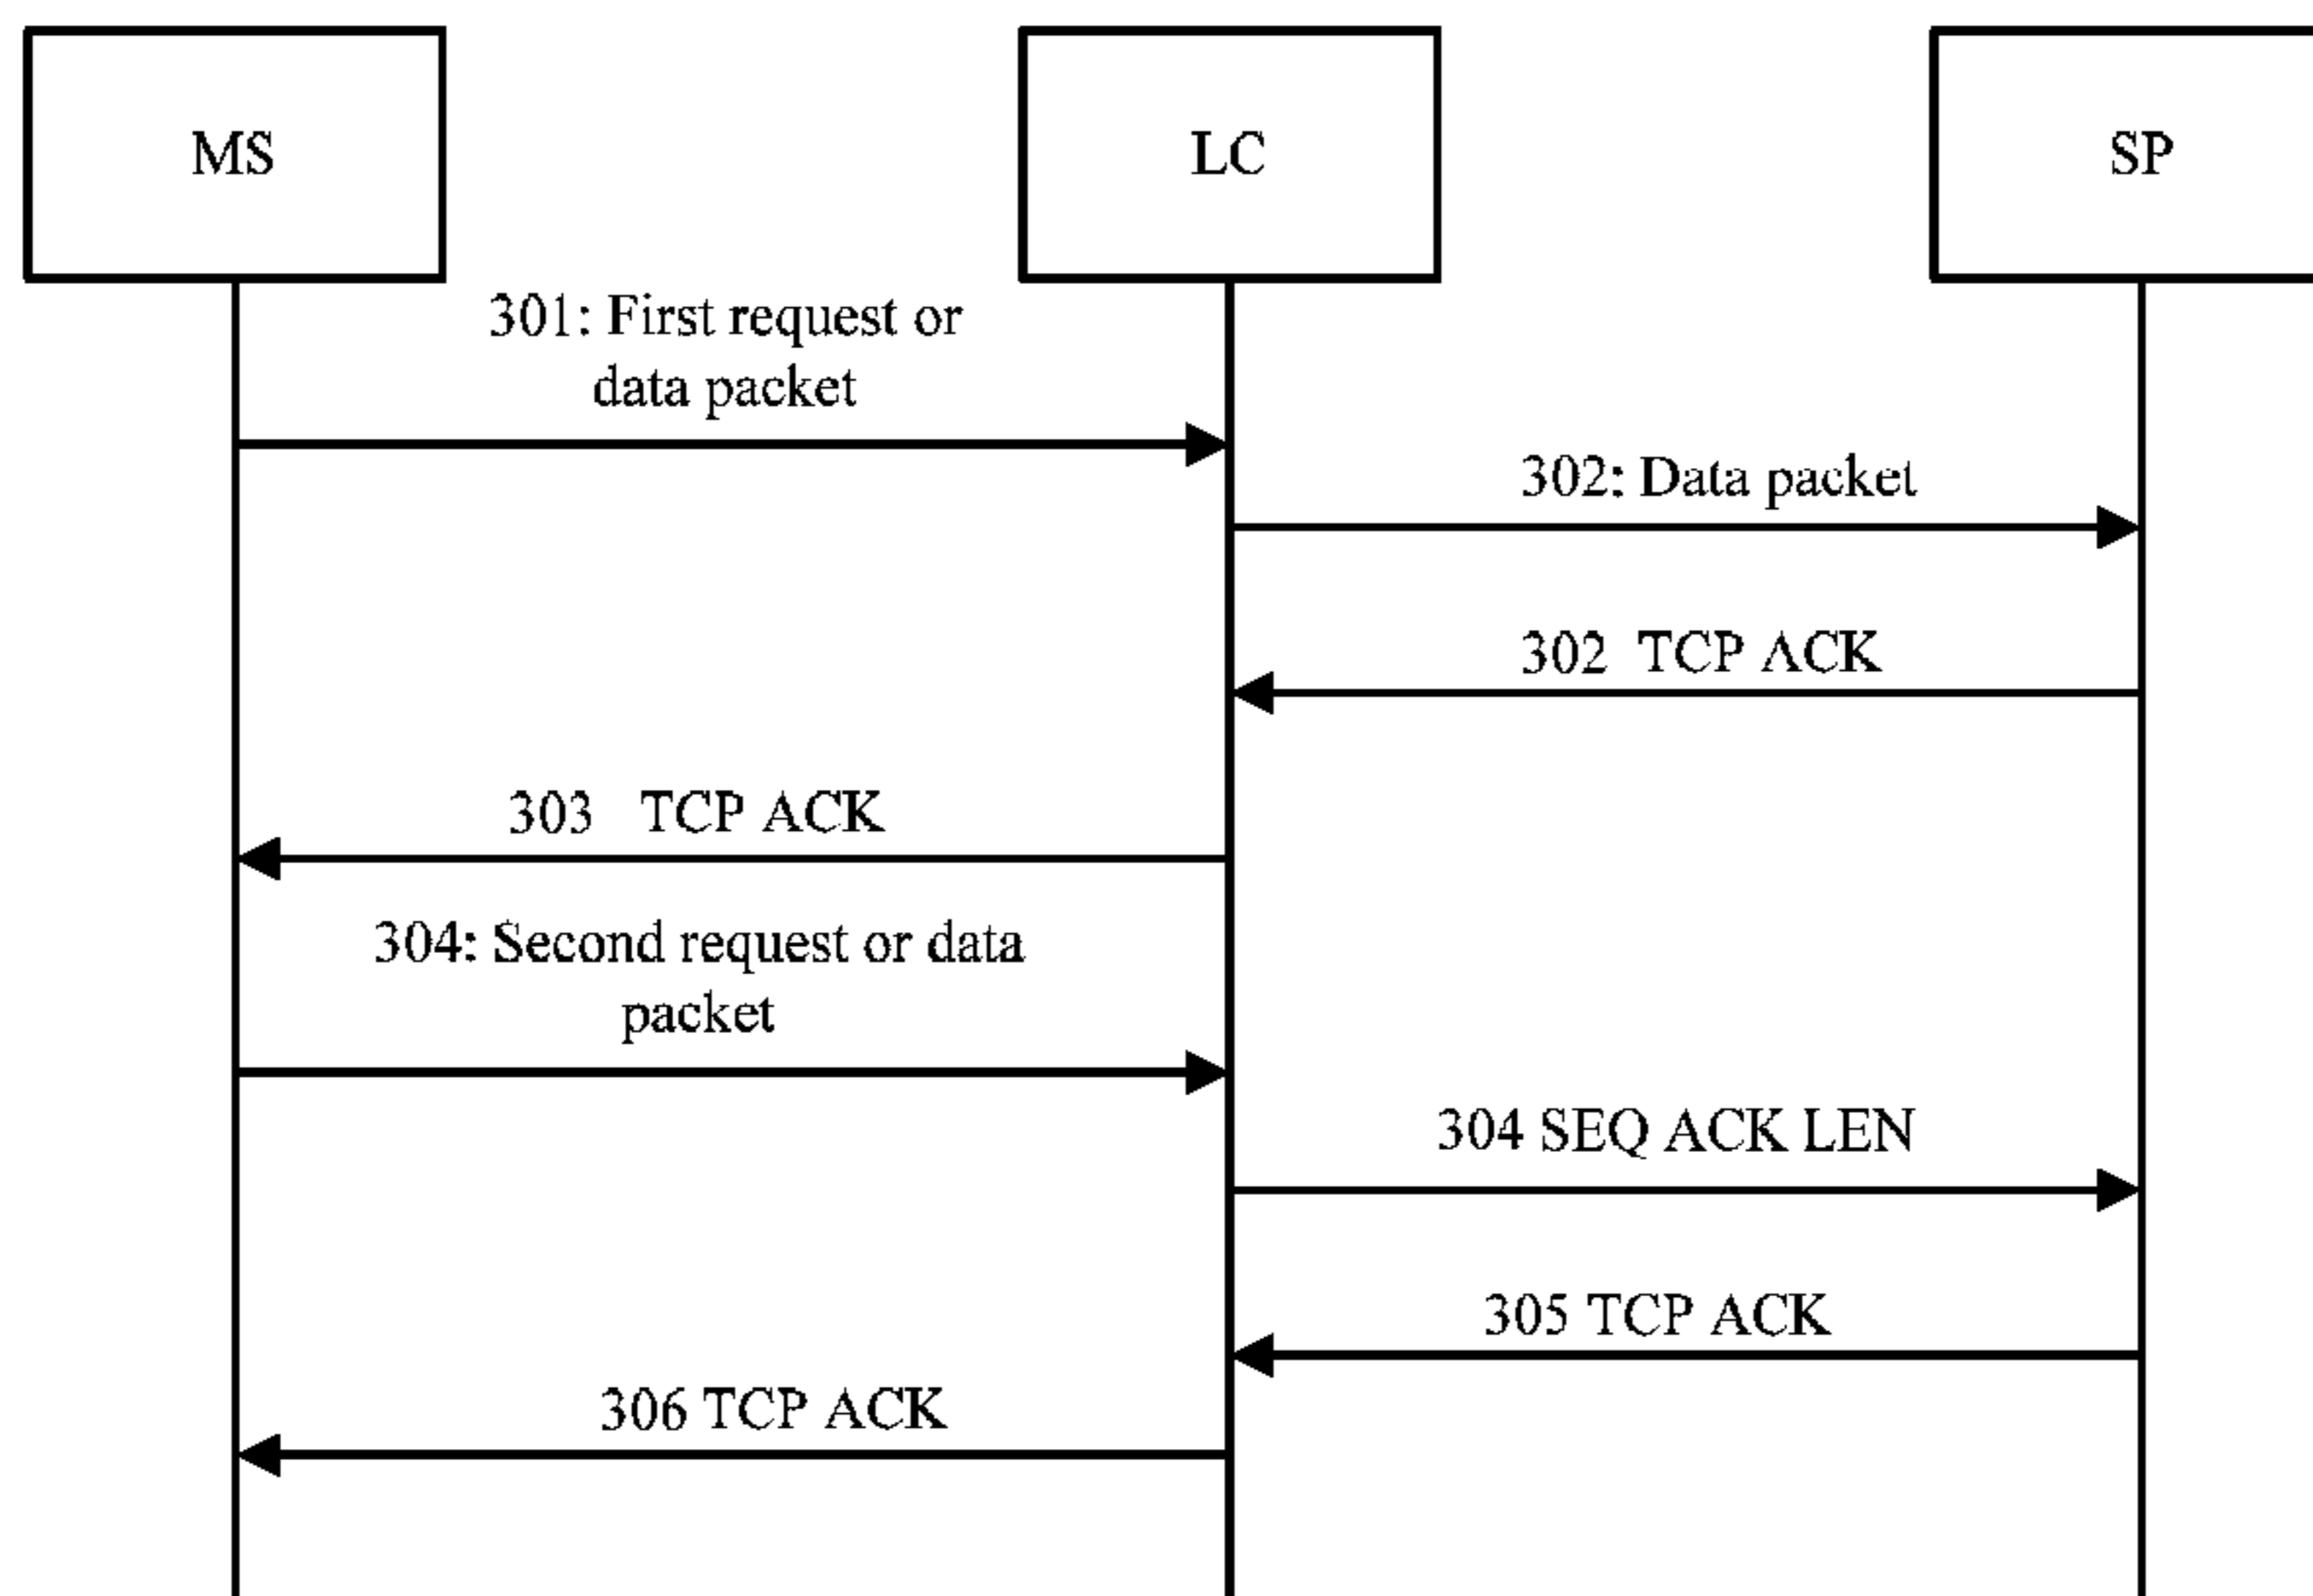 MS
LC
SP
301: First request or
data packet
302: Data packet
302 TCP ACK
303 TCP ACK
304: Second request or data
packet
304 SEQ ACK LEN
305 TCP ACK
306 TCP ACK